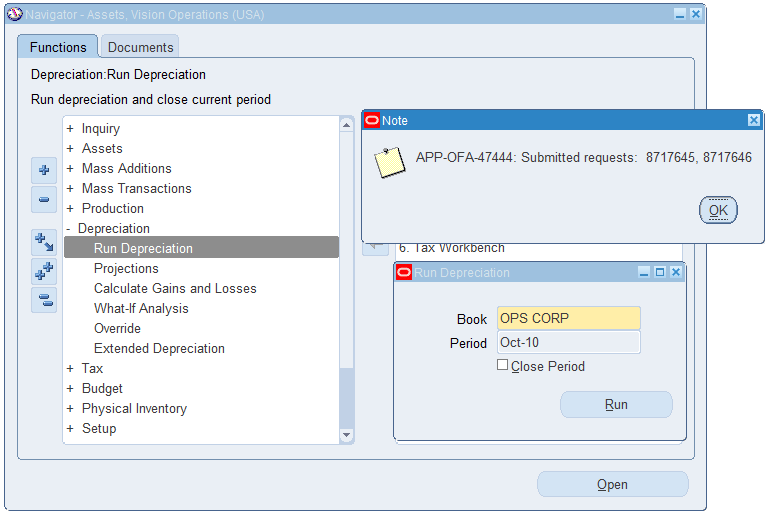 Navigator - Assets, Vision Operations (USA)
Functions
Documents
Depreciation:Run Depreciation
Run depreciation and close current period
+ Inquiry
+ Assets
+ Mass Additions
+ Mass Transactions
+ Production
- Depreciation
Run Depreciation
Projections
Calculate Gains and Losses
What-If Analysis
Override
Extended Depreciation
+ Tax
+ Budget
+ Physical Inventory
+ Setup
Note
APP-OFA-47444: Submitted requests: 8717645, 8717646
OK
6. Tax Workbench
Run Depreciation
Book OPS CORP
Period Oct-10
Close Period
Run
Open